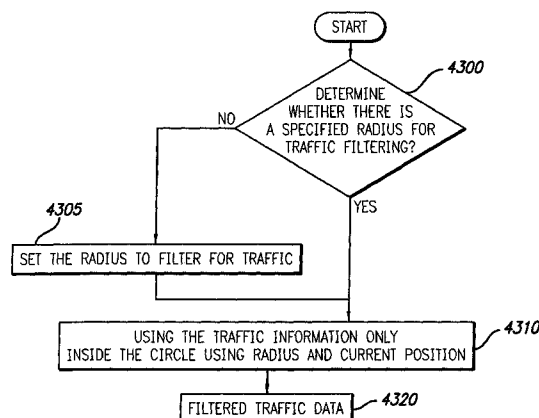 START
4300
DETERMINE
WHETHER THERE IS
A SPECIFIED RADIUS FOR
TRAFFIC FILTERING?
NO
YES
4305
SET THE RADIUS TO FILTER FOR TRAFFIC
4310
USING THE TRAFFIC INFORMATION ONLY
INSIDE THE CIRCLE USING RADIUS AND CURRENT POSITION
4320
FILTERED TRAFFIC DATA